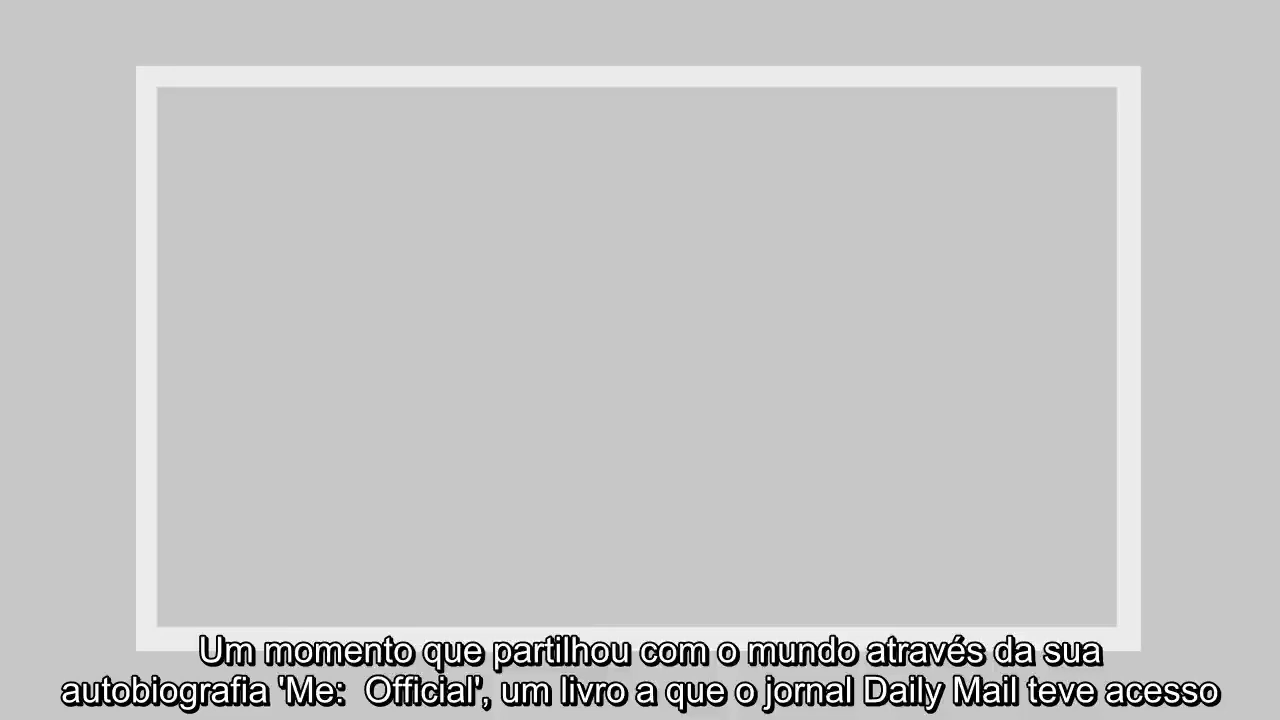 Um momento que partilhou com o mundo através da sua
autobiografia 'Me:  Official', um livro a que o jornal Daily Mail teve acesso